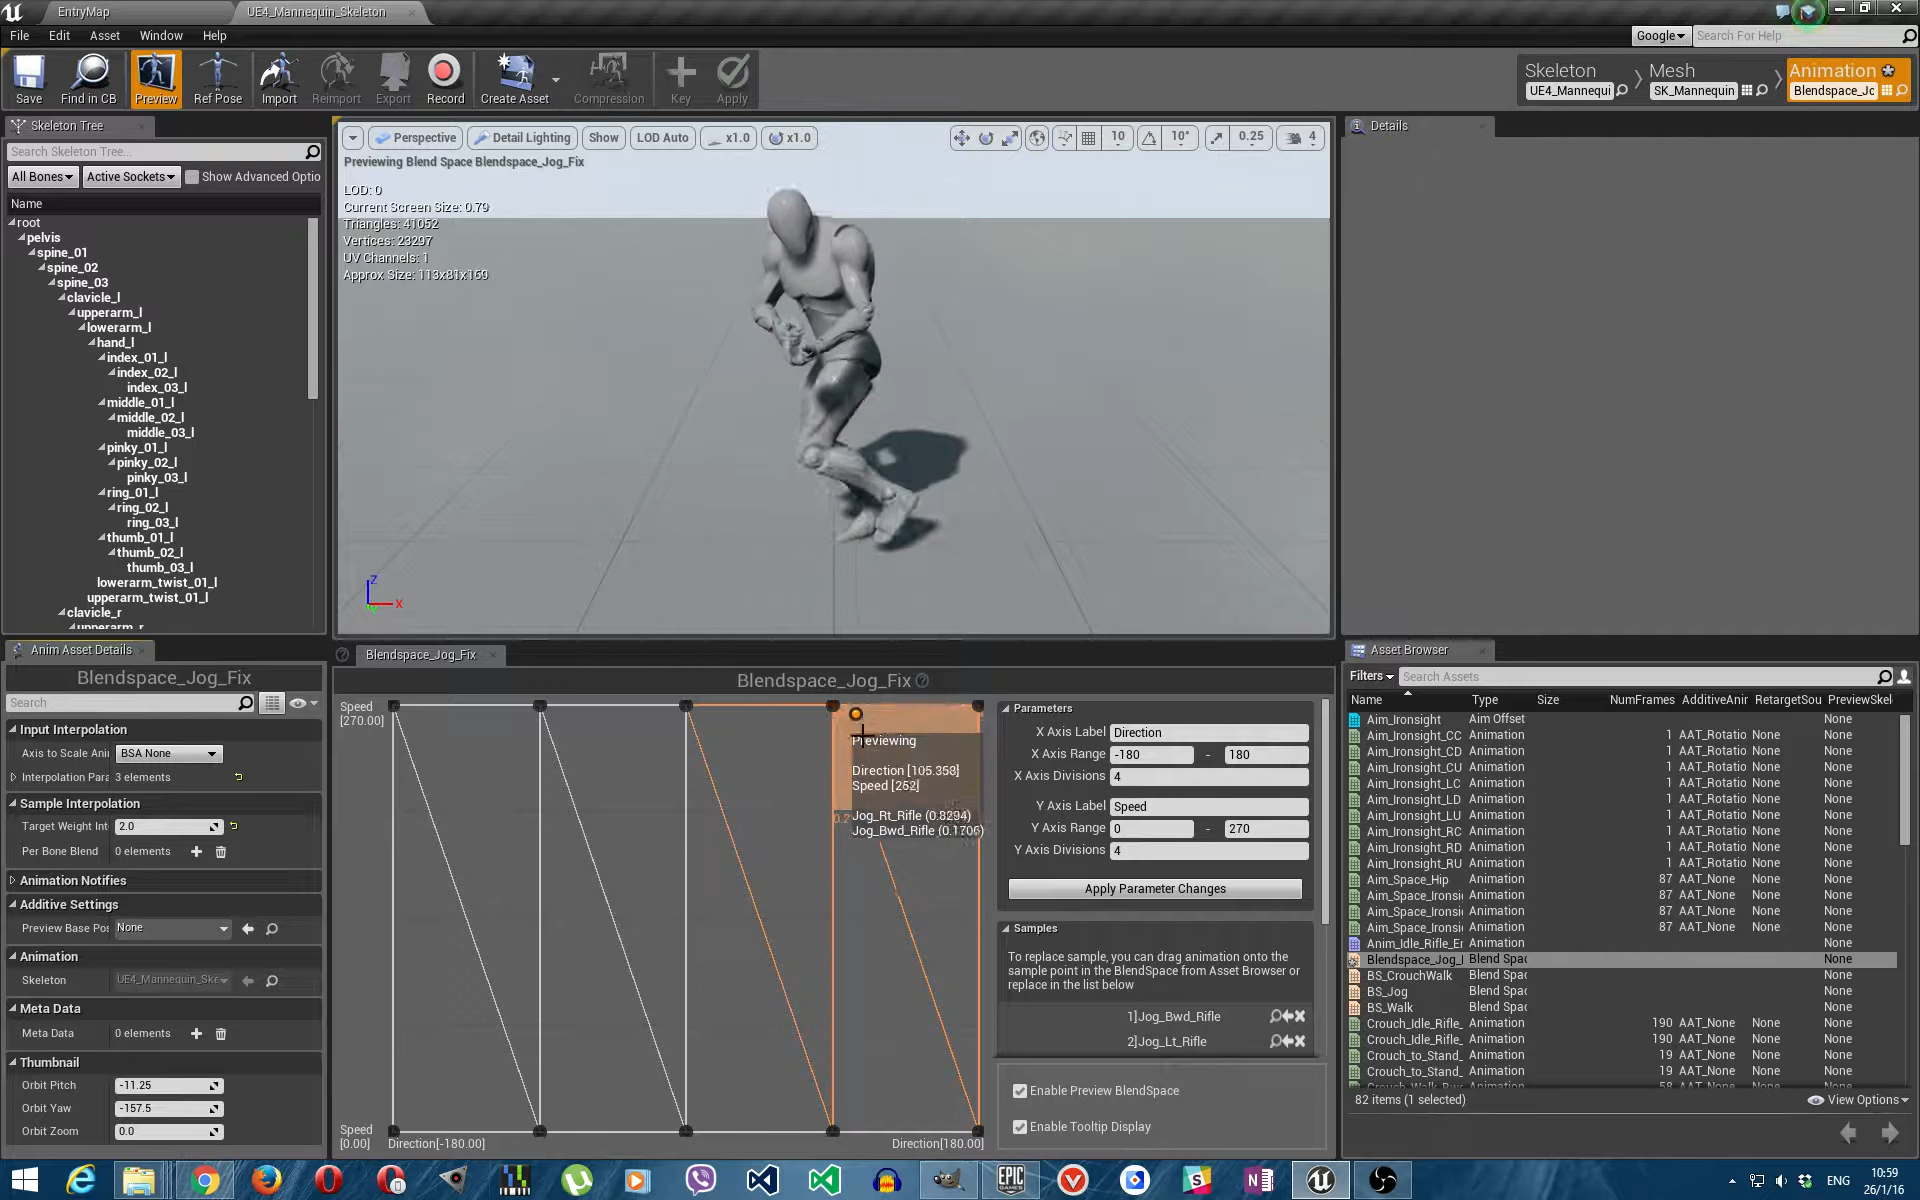 EntryMap
UE4_Mannequin_Skeleton
File Edit Asset Window Help
Google
Search For Help
Save
Find in CB
Preview
Ref Pose
Import
Reimport
Export
Record
Create Asset
Compression
Key
Apply
Skeleton
UE4_Mannequi
Mesh
SK_Mannequin
Animation
Blendspace_Jc
Skeleton Tree
Search Skeleton Tree...
All Bones
Active Sockets
Show Advanced Optio
Name
root
pelvis
spine_01
spine_02
spine_03
clavicle_l
upperarm_l
lowerarm_l
hand_l
index_01_l
index_02_l
index_03_l
middle_01_l
middle_02_l
middle_03_l
pinky_01_l
pinky_02_l
pinky_03_l
ring_01_l
ring_02_l
ring_03_l
thumb_01_l
thumb_02_l
thumb_03_l
lowerarm_twist_01_l
upperarm_twist_01_l
clavicle_r
upperarm_r
Perspective
Detail Lighting
Show
LOD Auto
x1.0
x1.0
10
10°
0.25
4
Previewing Blend Space Blendspace_Jog_Fix
LOD: 0
Current Screen Size: 0.79
Triangles: 41052
Vertices: 23297
UV Channels: 1
Approx Size: 113x81x169
Z
X
Details
Anim Asset Details
Blendspace_Jog_Fix
Search
Input Interpolation
Axis to Scale Ani
BSA None
Interpolation Para
3 elements
Sample Interpolation
Target Weight Int
2.0
Per Bone Blend
0 elements
Animation Notifies
Additive Settings
Preview Base Pos
None
Animation
Skeleton
UE4_Mannequin_Ske
Meta Data
Meta Data
0 elements
Thumbnail
Orbit Pitch
-11.25
Orbit Yaw
-157.5
Orbit Zoom
0.0
Blendspace_Jog_Fix
Blendspace_Jog_Fix
Speed
[270.00]
Previewing
Direction [105.358]
Speed [262]
0.2
Jog_Rt_Rifle (0.8294)
Jog_Bwd_Rifle (0.1706)
Speed
[0.00]
Direction[-180.00]
Direction[180.00]
Parameters
X Axis Label
Direction
X Axis Range
-180
-
180
X Axis Divisions
4
Y Axis Label
Speed
Y Axis Range
0
-
270
Y Axis Divisions
4
Apply Parameter Changes
Samples
To replace sample, you can drag animation onto the
sample point in the BlendSpace from Asset Browser or
replace in the list below
1]Jog_Bwd_Rifle
2]Jog_Lt_Rifle
Enable Preview BlendSpace
Enable Tooltip Display
Asset Browser
Filters
Search Assets
Name Type Size NumFrames AdditiveAnir RetargetSou PreviewSkel
Aim_Ironsight Aim Offset None
Aim_Ironsight_CC Animation 1 AAT_Rotatio None None
Aim_Ironsight_CD Animation 1 AAT_Rotatio None None
Aim_Ironsight_CU Animation 1 AAT_Rotatio None None
Aim_Ironsight_LC Animation 1 AAT_Rotatio None None
Aim_Ironsight_LD Animation 1 AAT_Rotatio None None
Aim_Ironsight_LU Animation 1 AAT_Rotatio None None
Aim_Ironsight_RC Animation 1 AAT_Rotatio None None
Aim_Ironsight_RD Animation 1 AAT_Rotatio None None
Aim_Ironsight_RU Animation 1 AAT_Rotatio None None
Aim_Space_Hip Animation 87 AAT_None None None
Aim_Space_Ironsi Animation 87 AAT_None None None
Aim_Space_Ironsi Animation 87 AAT_None None None
Aim_Space_Ironsi Animation 87 AAT_None None None
Anim_Idle_Rifle_Er Animation None
Blendspace_Jog_I Blend Spac None
BS_CrouchWalk Blend Spac None
BS_Jog Blend Spac None
BS_Walk Blend Spac None
Crouch_Idle_Rifle_ Animation 190 AAT_None None None
Crouch_Idle_Rifle_ Animation 190 AAT_None None None
Crouch_to_Stand_ Animation 19 AAT_None None None
Crouch_to_Stand_ Animation 19 AAT_None None None
82 items (1 selected)
View Options
EPIC
GAMES
ENG
10:59
26/1/16